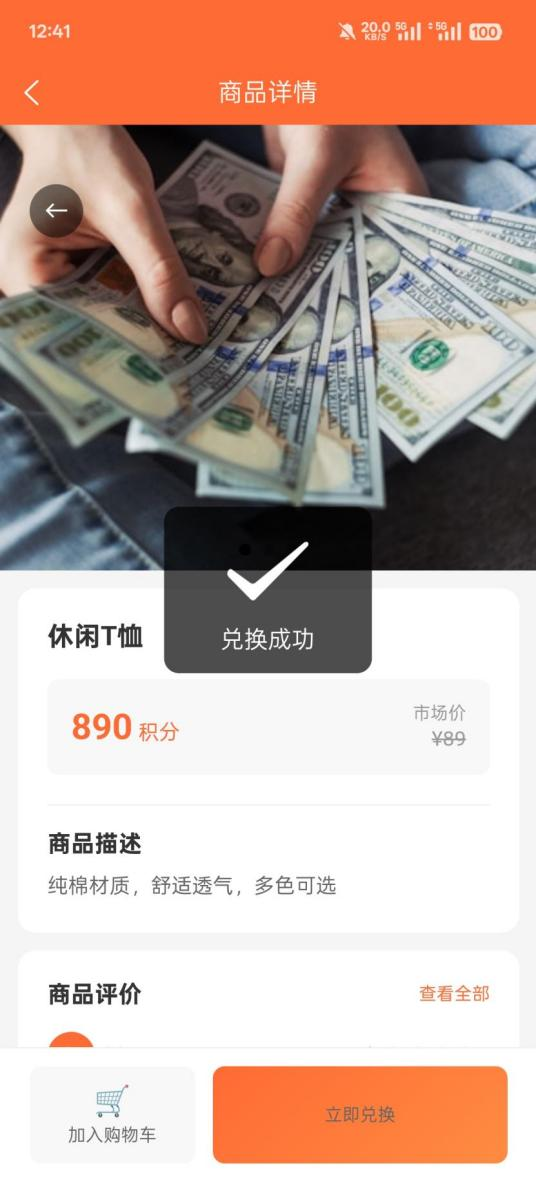 12:41
20.0
KB/S
5G
5G
100
商品详情
兑换成功
休闲T恤
890 积分
市场价
¥89
商品描述
纯棉材质，舒适透气，多色可选
商品评价
查看全部
加入购物车
立即兑换